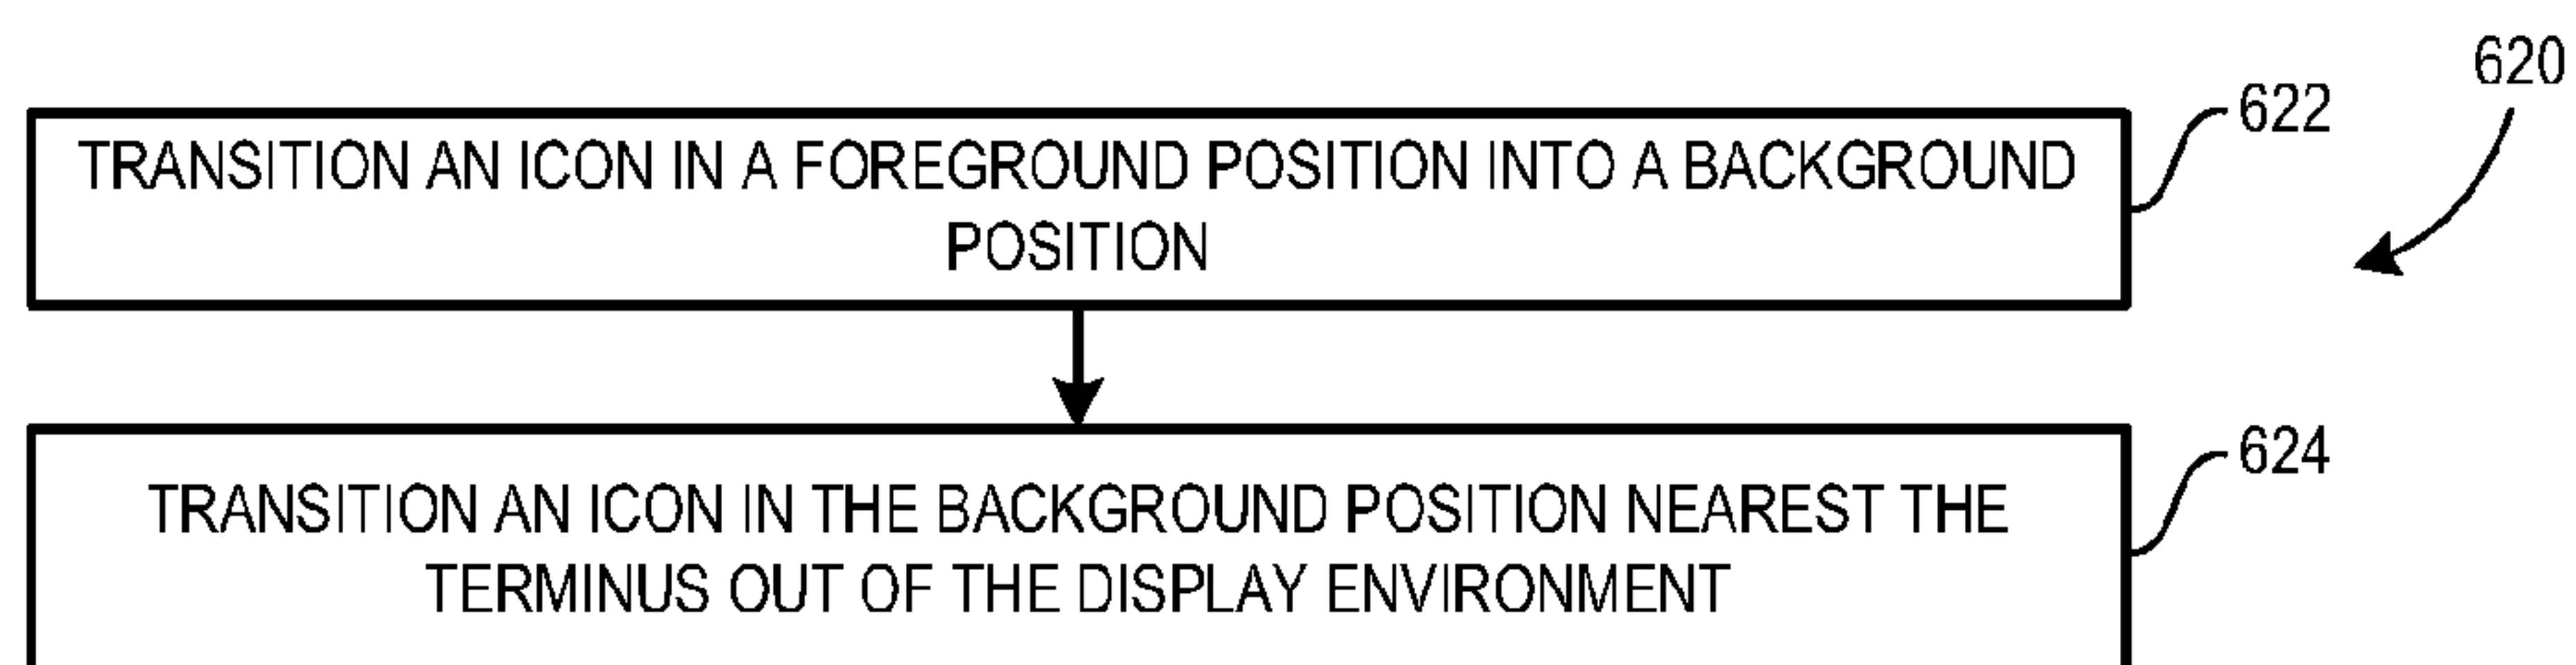 620
622
TRANSITION AN ICON IN A FOREGROUND POSITION INTO A BACKGROUND
POSITION
624
TRANSITION AN ICON IN THE BACKGROUND POSITION NEAREST THE
TERMINUS OUT OF THE DISPLAY ENVIRONMENT